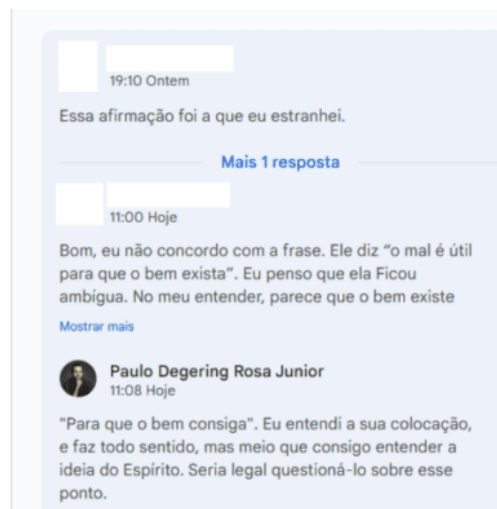 19:10 Ontem
Essa afirmação foi a que eu estranhei.
Mais 1 resposta
11:00 Hoje
Bom, eu não concordo com a frase. Ele diz “o mal é útil
para que o bem exista”. Eu penso que ela Ficou
ambígua. No meu entender, parece que o bem existe
Mostrar mais
Paulo Degering Rosa Junior
11:08 Hoje
"Para que o bem consiga". Eu entendi a sua colocação,
e faz todo sentido, mas meio que consigo entender a
ideia do Espírito. Seria legal questioná-lo sobre esse
ponto.